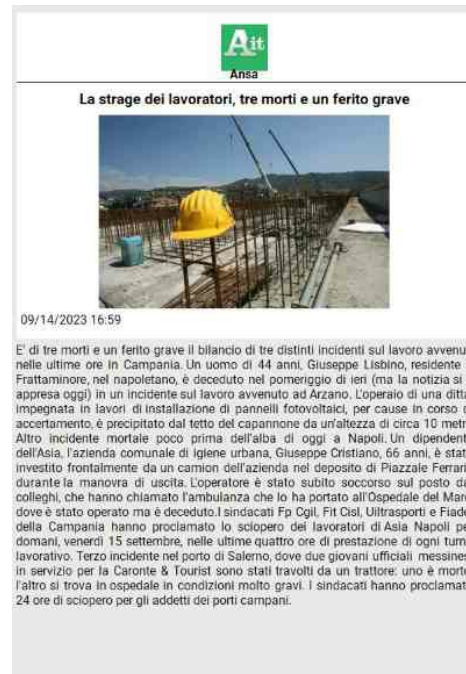 Ait
Ansa
La strage dei lavoratori, tre morti e un ferito grave
09/14/2023 16:59
E' di tre morti e un ferito grave il bilancio di tre distinti incidenti sul lavoro avvenu
nelle ultime ore in Campania. Un uomo di 44 anni, Giuseppe Lisbino, residente
Frattaminore, nel napoletano, è deceduto nel pomeriggio di ieri (ma la notizia si
appresa oggi) in un incidente sul lavoro avvenuto ad Arzano. L'operaio di una ditta
impegnata in lavori di installazione di pannelli fotovoltaici, per cause in corso d
accertamento, è precipitato dal tetto del capannone da un'altezza di circa 10 metr
Altro incidente mortale poco prima dell'alba di oggi a Napoli. Un dipendent
dell'Asia, l'azienda comunale di igiene urbana, Giuseppe Cristiano, 66 anni, è stat
investito frontalmente da un camion dell'azienda nel deposito di Piazzale Ferrari
durante la manovra di uscita. L'operatore è stato subito soccorso sul posto da
colleghi, che hanno chiamato l'ambulanza che lo ha portato all'Ospedale del Mare
dove è stato operato ma è deceduto.I sindacati Fp Cgil, Fit Cisl, Uiltrasporti e Fiade
della Campania hanno proclamato lo sciopero dei lavoratori di Asia Napoli pe
domani, venerdì 15 settembre, nelle ultime quattro ore di prestazione di ogni turn
lavorativo. Terzo incidente nel porto di Salerno, dove due giovani ufficiali messines
in servizio per la Caronte & Tourist sono stati travolti da un trattore: uno è morto
l'altro si trova in ospedale in condizioni molto gravi. I sindacati hanno proclamat
24 ore di sciopero per gli addetti dei porti campani.